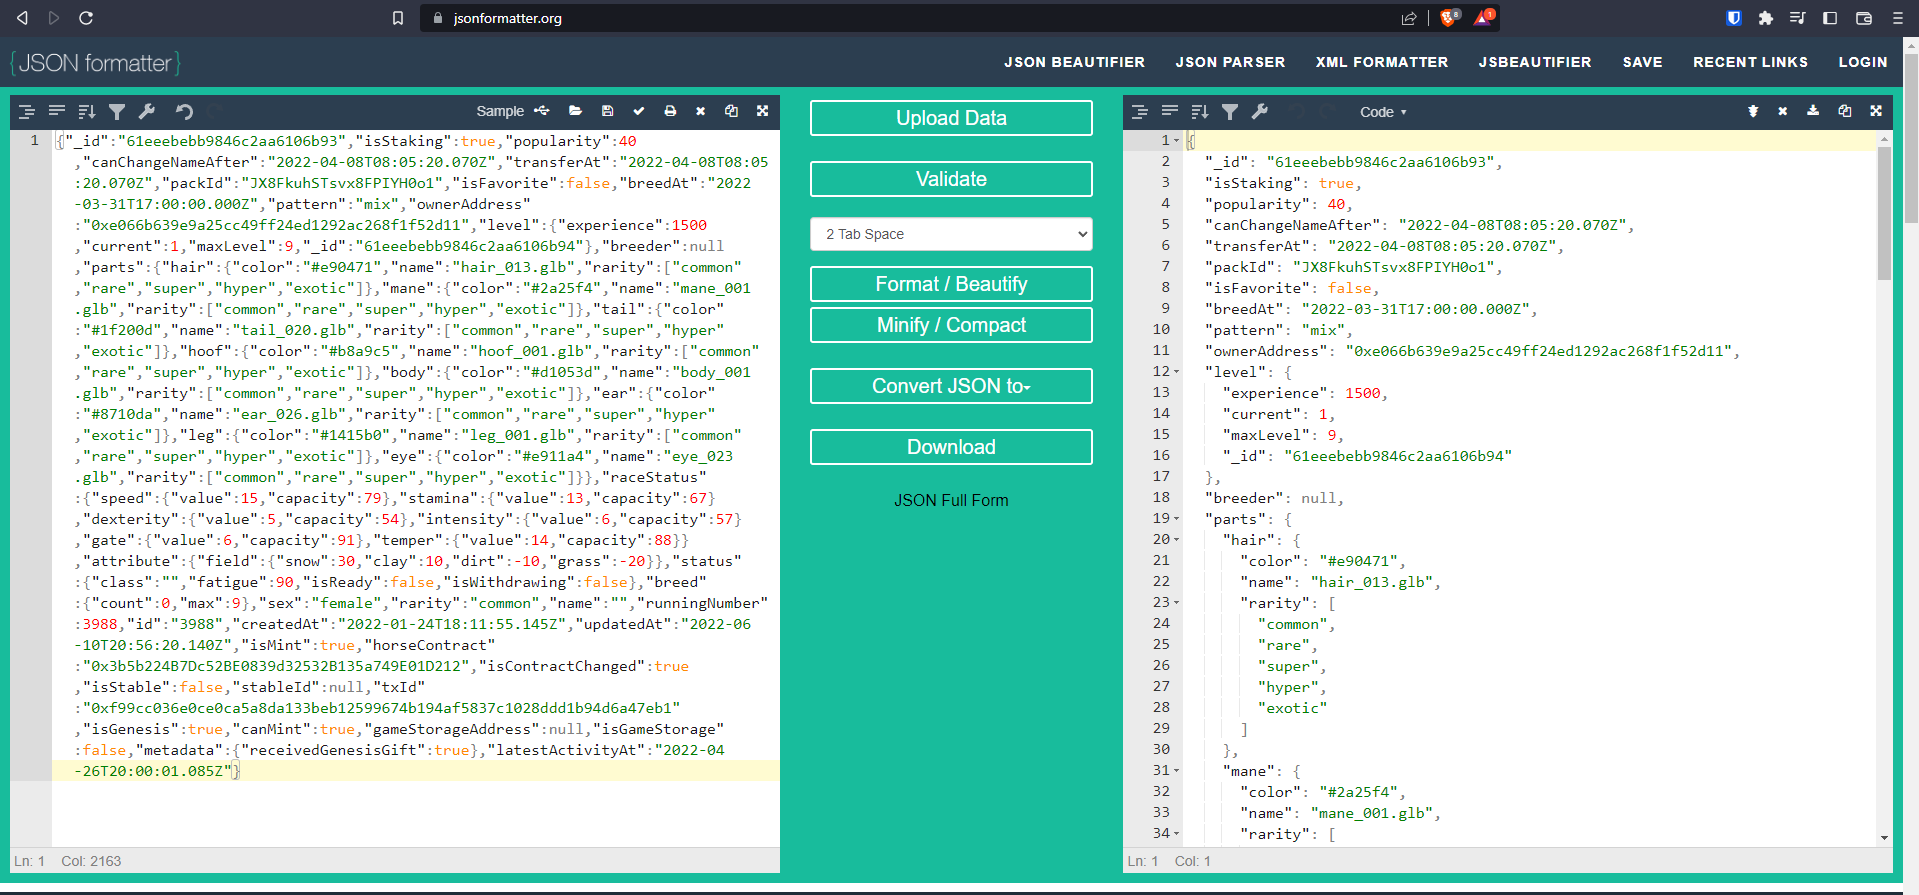 jsonformatter.org
8
1
{JSON formatter}
JSON BEAUTIFIER
JSON PARSER
XML FORMATTER
JSBEAUTIFIER
SAVE
RECENT LINKS
LOGIN
Sample
1
{"_id":"61eeebebb9846c2aa6106b93","isStaking":true,"popularity":40
,"canChangeNameAfter":"2022-04-08T08:05:20.070Z","transferAt":"2022-04-08T08:05
:20.070Z","packId":"JX8FkuhSTsvx8FPIYH0o1","isFavorite":false,"breedAt":"2022
-03-31T17:00:00.000Z","pattern":"mix","ownerAddress"
:"0xe066b639e9a25cc49ff24ed1292ac268f1f52d11","level":{"experience":1500
,"current":1,"maxLevel":9,"_id":"61eeebebb9846c2aa6106b94"},"breeder":null
,"parts":{"hair":{"color":"#e90471","name":"hair_013.glb","rarity":["common"
,"rare","super","hyper","exotic"]},"mane":{"color":"#2a25f4","name":"mane_001
.glb","rarity":["common","rare","super","hyper","exotic"]},"tail":{"color"
:"#1f200d","name":"tail_020.glb","rarity":["common","rare","super","hyper"
,"exotic"]},"hoof":{"color":"#b8a9c5","name":"hoof_001.glb","rarity":["common"
,"rare","super","hyper","exotic"]},"body":{"color":"#d1053d","name":"body_001
.glb","rarity":["common","rare","super","hyper","exotic"]},"ear":{"color"
:"#8710da","name":"ear_026.glb","rarity":["common","rare","super","hyper"
,"exotic"]},"leg":{"color":"#1415b0","name":"leg_001.glb","rarity":["common"
,"rare","super","hyper","exotic"]},"eye":{"color":"#e911a4","name":"eye_023
.glb","rarity":["common","rare","super","hyper","exotic"]}},"raceStatus"
:{"speed":{"value":15,"capacity":79},"stamina":{"value":13,"capacity":67}
,"dexterity":{"value":5,"capacity":54},"intensity":{"value":6,"capacity":57}
,"gate":{"value":6,"capacity":91},"temper":{"value":14,"capacity":88}}
,"attribute":{"field":{"snow":30,"clay":10,"dirt":-10,"grass":-20}},"status"
:{"class":"","fatigue":90,"isReady":false,"isWithdrawing":false},"breed"
:{"count":0,"max":9},"sex":"female","rarity":"common","name":"","runningNumber"
:3988,"id":"3988","createdAt":"2022-01-24T18:11:55.145Z","updatedAt":"2022-06
-10T20:56:20.140Z","isMint":true,"horseContract"
:"0x3b5b224B7Dc52BE0839d32532B135a749E01D212","isContractChanged":true
,"isStable":false,"stableId":null,"txId"
:"0xf99cc036e0ce0ca5a8da133beb12599674b194af5837c1028ddd1b94d6a47eb1"
,"isGenesis":true,"canMint":true,"gameStorageAddress":null,"isGameStorage"
:false,"metadata":{"receivedGenesisGift":true},"latestActivityAt":"2022-04
-26T20:00:01.085Z"}
Ln: 1 Col: 2163
Upload Data
Validate
2 Tab Space
Format / Beautify
Minify / Compact
Convert JSON to
Download
JSON Full Form
Code
1 {
2 "_id": "61eeebebb9846c2aa6106b93",
3 "isStaking": true,
4 "popularity": 40,
5 "canChangeNameAfter": "2022-04-08T08:05:20.070Z",
6 "transferAt": "2022-04-08T08:05:20.070Z",
7 "packId": "JX8FkuhSTsvx8FPIYH0o1",
8 "isFavorite": false,
9 "breedAt": "2022-03-31T17:00:00.000Z",
10 "pattern": "mix",
11 "ownerAddress": "0xe066b639e9a25cc49ff24ed1292ac268f1f52d11",
12 "level": {
13 "experience": 1500,
14 "current": 1,
15 "maxLevel": 9,
16 "_id": "61eeebebb9846c2aa6106b94"
17 },
18 "breeder": null,
19 "parts": {
20 "hair": {
21 "color": "#e90471",
22 "name": "hair_013.glb",
23 "rarity": [
24 "common",
25 "rare",
26 "super",
27 "hyper",
28 "exotic"
29 ]
30 },
31 "mane": {
32 "color": "#2a25f4",
33 "name": "mane_001.glb",
34 "rarity": [
Ln: 1 Col: 1